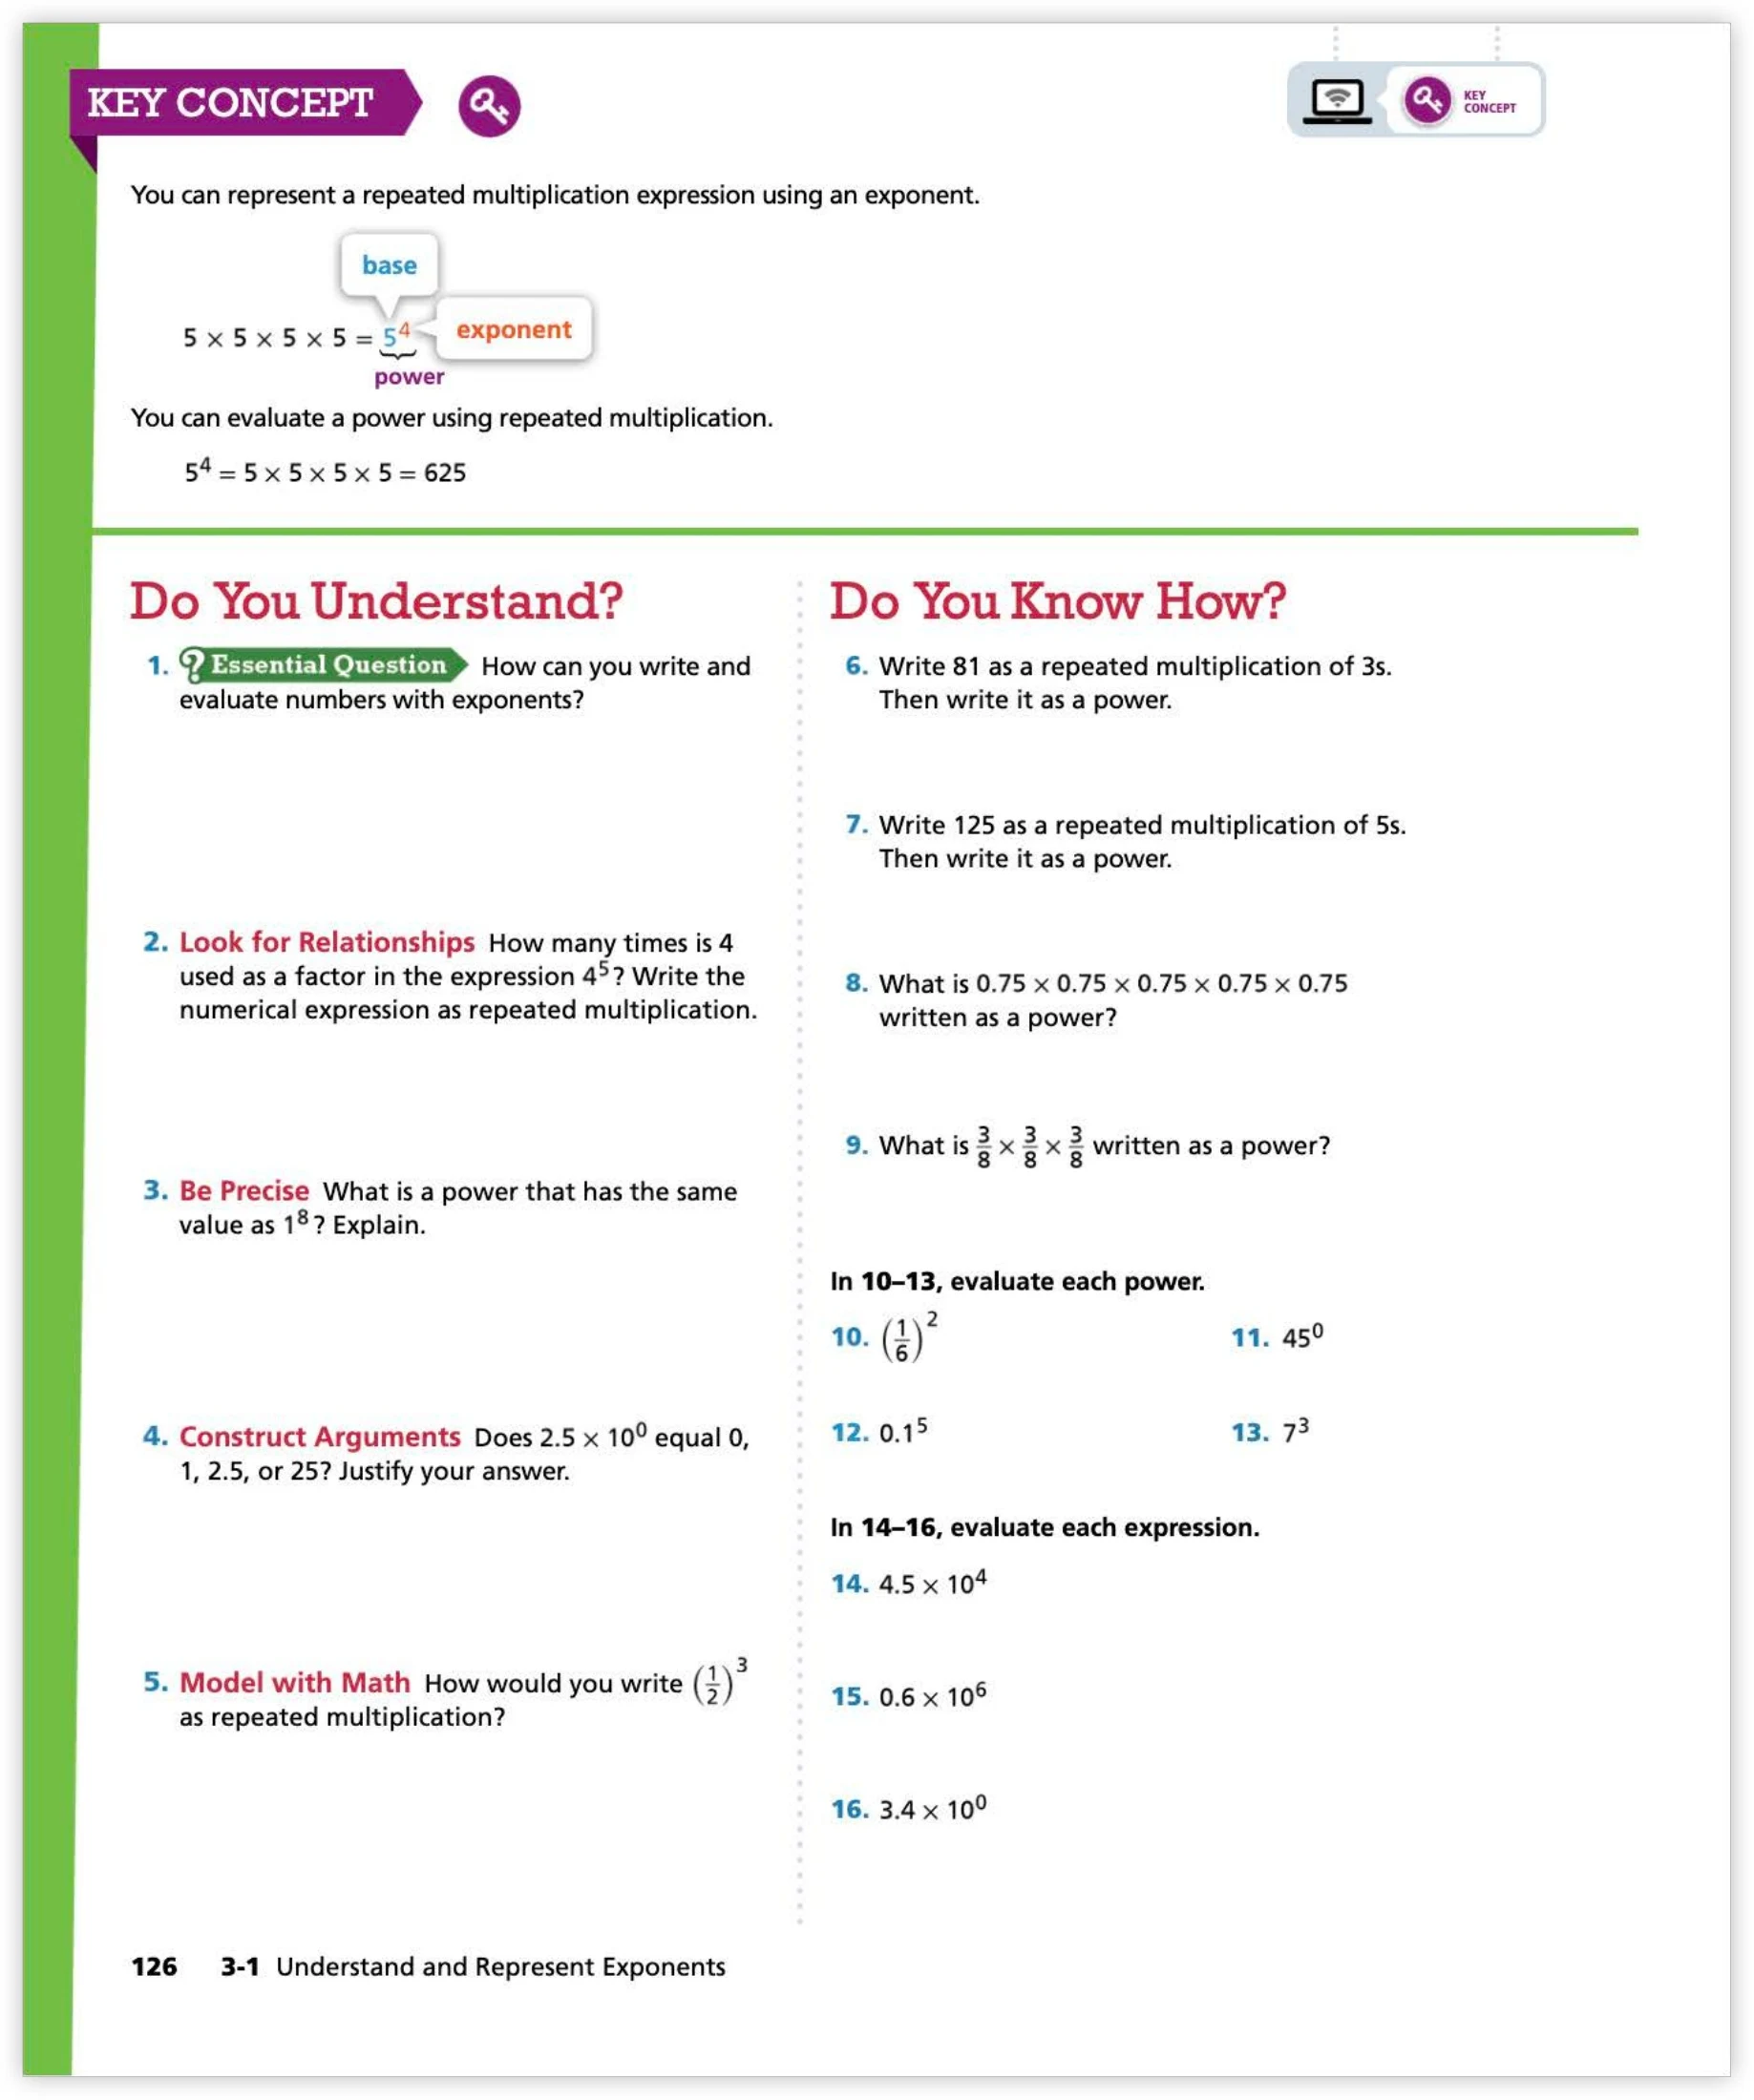 KEY CONCEPT
KEY
CONCEPT
You can represent a repeated multiplication expression using an exponent.
base
5 × 5 × 5 × 5 = 5⁴
exponent
power
You can evaluate a power using repeated multiplication.
5⁴ = 5 × 5 × 5 × 5 = 625
Do You Understand?
1. ? Essential Question How can you write and
evaluate numbers with exponents?
2. Look for Relationships How many times is 4
used as a factor in the expression 4⁵? Write the
numerical expression as repeated multiplication.
3. Be Precise What is a power that has the same
value as 1⁸? Explain.
4. Construct Arguments Does 2.5 × 10⁰ equal 0,
1, 2.5, or 25? Justify your answer.
5. Model with Math How would you write (1/2)³
as repeated multiplication?
Do You Know How?
6. Write 81 as a repeated multiplication of 3s.
Then write it as a power.
7. Write 125 as a repeated multiplication of 5s.
Then write it as a power.
8. What is 0.75 × 0.75 × 0.75 × 0.75 × 0.75
written as a power?
9. What is 3/8 × 3/8 × 3/8 written as a power?
In 10–13, evaluate each power.
10. (1/6)² 11. 45⁰
12. 0.1⁵ 13. 7³
In 14–16, evaluate each expression.
14. 4.5 × 10⁴
15. 0.6 × 10⁶
16. 3.4 × 10�0
126 3-1 Understand and Represent Exponents